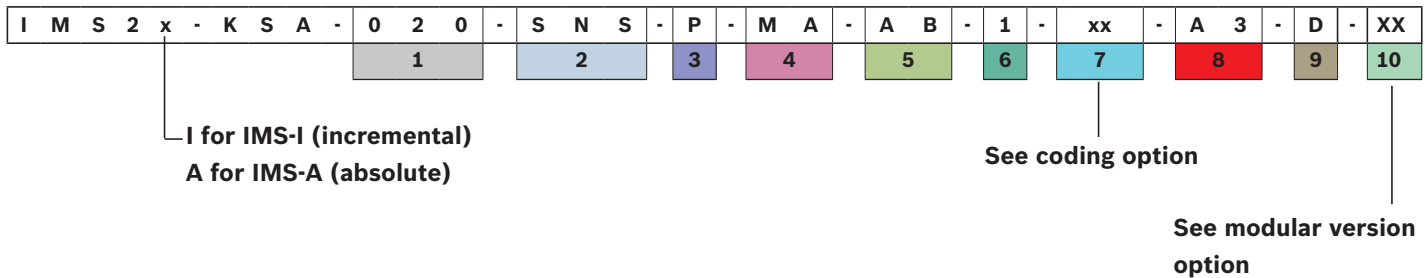 I M S 2 x - K S A - 0 2 0 - S N S - P - M A - A B - 1 - xx - A 3 - D - XX
1 2 3 4 5 6 7 8 9 10
I for IMS-I (incremental)
A for IMS-A (absolute)
See coding option
See modular version
option